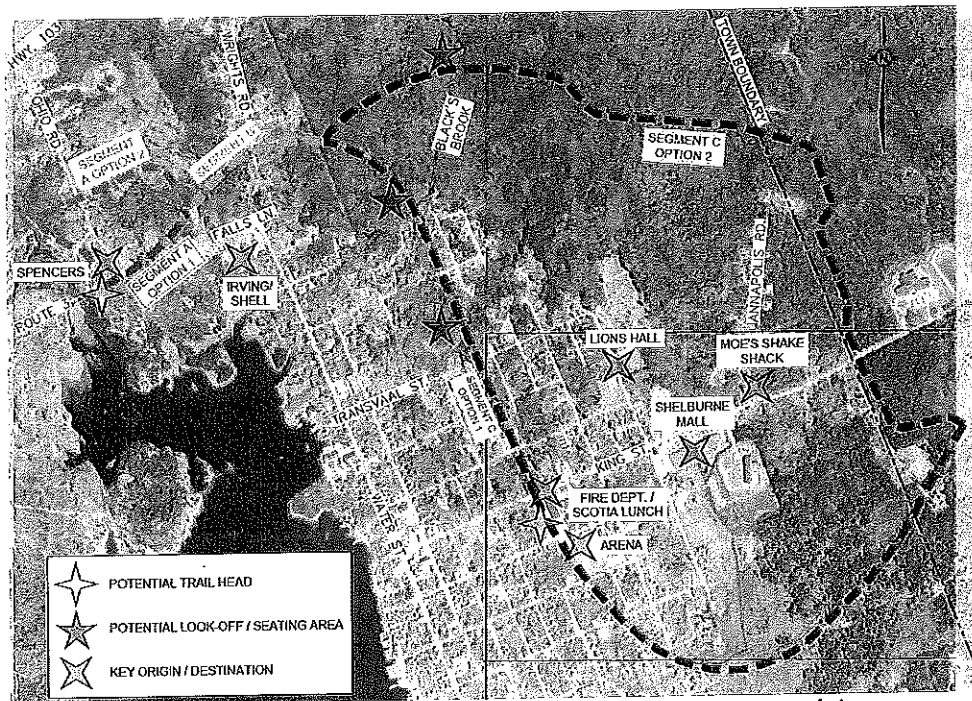 HWY. 103
OHIO RD
WRIGHTS RD
TOWN BOUNDARY
N
BLACK'S
BROOK
SEGMENT
A OPTION 2
SEGMENT B
SEGMENT C
OPTION 2
FALLS LN.
SEGMENT A
OPTION 1
SPENCERS
ROUTE
IRVING/
SHELL
ANNAPOLIS RD.
LIONS HALL
MOE'S SHAKE
SHACK
TRANSVAAL ST.
SEGMENT C
OPTION 1
SHELBURNE
MALL
KING ST.
WATER ST.
FIRE DEPT. /
SCOTIA LUNCH
ARENA
POTENTIAL TRAIL HEAD
POTENTIAL LOOK-OFF / SEATING AREA
KEY ORIGIN / DESTINATION